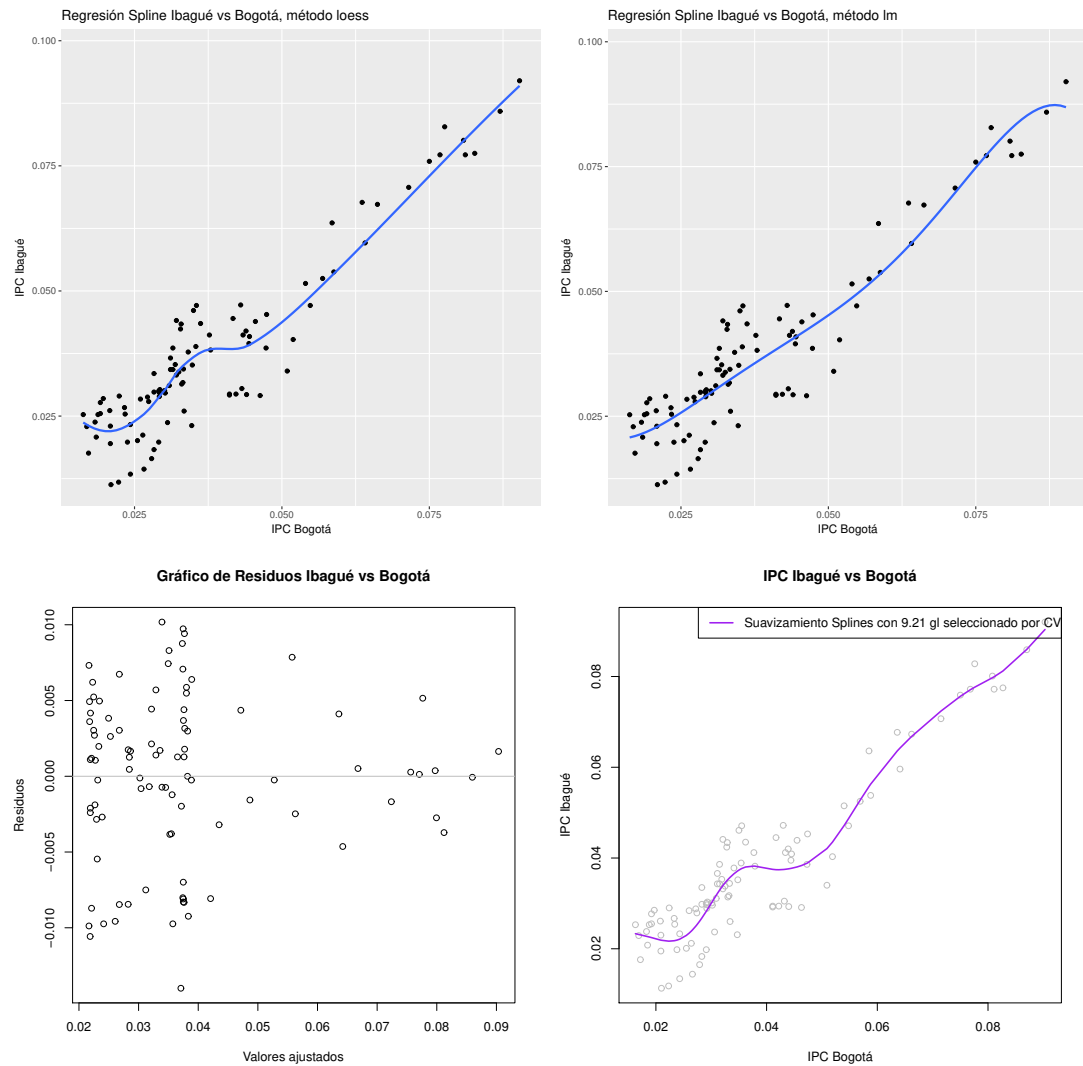 Regresión Spline Ibagué vs Bogotá, método loess
0.100
0.075
0.050
0.025
IPC Ibagué
0.025
0.050
0.075
IPC Bogotá
Regresión Spline Ibagué vs Bogotá, método lm
0.100
0.075
0.050
0.025
IPC Ibagué
0.025
0.050
0.075
IPC Bogotá
Gráfico de Residuos Ibagué vs Bogotá
0.010
0.005
0.000
−0.005
−0.010
Residuos
0.02 0.03 0.04 0.05 0.06 0.07 0.08 0.09
Valores ajustados
IPC Ibagué vs Bogotá
Suavizamiento Splines con 9.21 gl seleccionado por CV
0.08
0.06
0.04
0.02
IPC Ibagué
0.02 0.04 0.06 0.08
IPC Bogotá